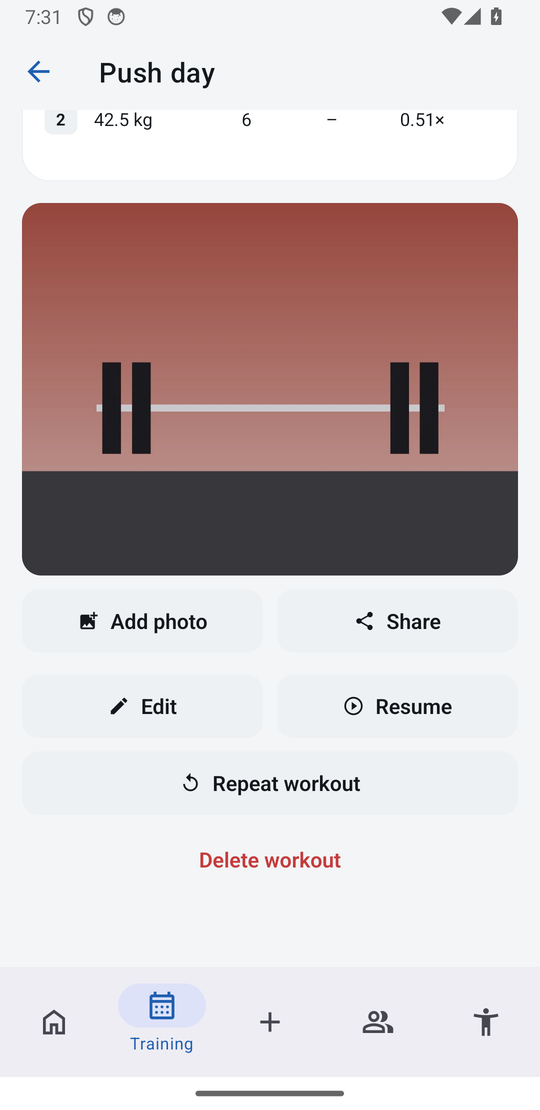 7:31
Push day
2 42.5 kg 6 – 0.51×
Add photo
Share
Edit
Resume
Repeat workout
Delete workout
Training